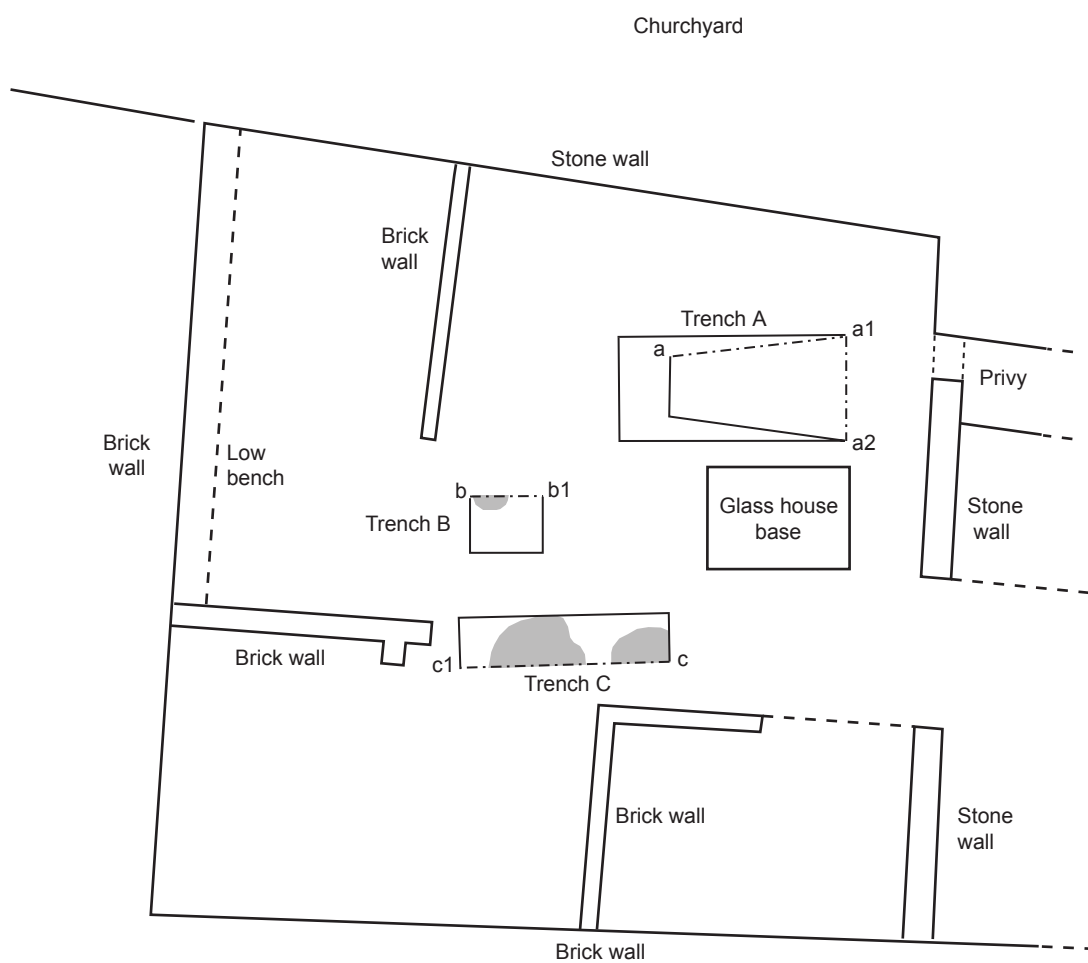 Churchyard
Stone wall
Brick
wall
Trench A
a
a1
Privy
a2
Brick
wall
Low
bench
b
b1
Trench B
Glass house
base
Stone
wall
Brick wall
c1
c
Trench C
Brick wall
Stone
wall
Brick wall